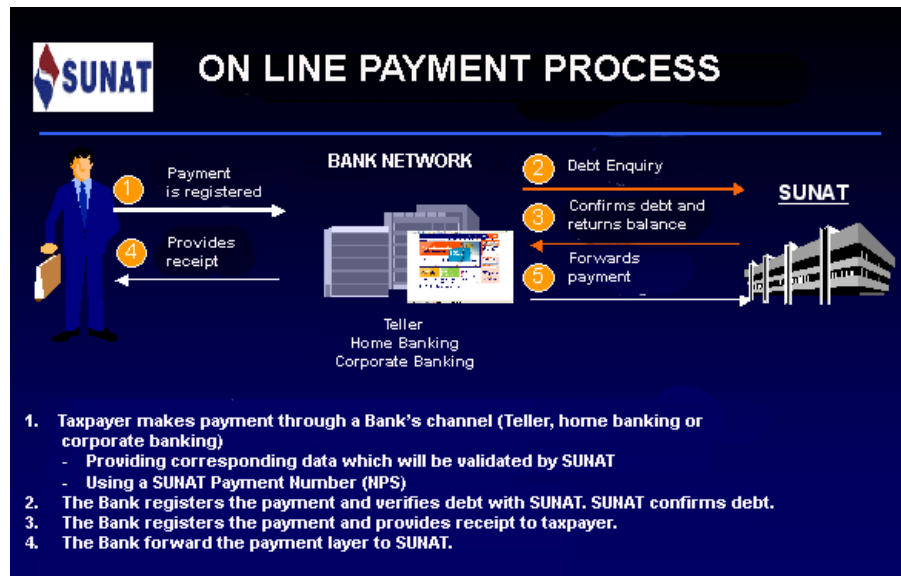 SUNAT
ON LINE PAYMENT PROCESS
1
Payment
is registered
4
Provides
receipt
BANK NETWORK
Teller
Home Banking
Corporate Banking
2
Debt Enquiry
3
Confirms debt and
returns balance
5
Forwards
payment
SUNAT
1. Taxpayer makes payment through a Bank's channel (Teller, home banking or
corporate banking)
- Providing corresponding data which will be validated by SUNAT
- Using a SUNAT Payment Number (NPS)
2. The Bank registers the payment and verifies debt with SUNAT. SUNAT confirms debt.
3. The Bank registers the payment and provides receipt to taxpayer.
4. The Bank forward the payment layer to SUNAT.